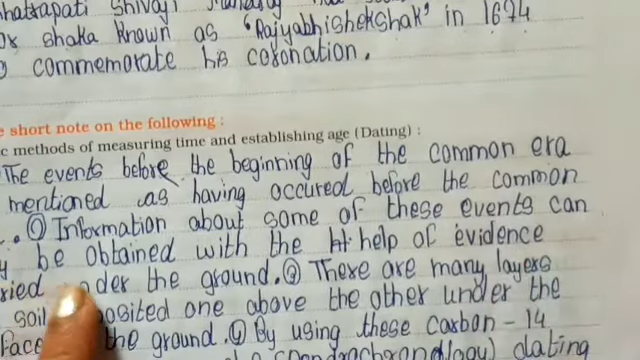 Shivaji
shaka known as 'Rajyabhishekshak' in 1674
commemorate his coronation.
short note on the following :
c methods of measuring time and establishing age (Dating) :
The events before the beginning of the common era
mentioned as having occured before the common
① Information about some of these events can
be obtained with the ht help of evidence
ried the ground. ② There are many layers
soil posited one above the other under the
face the ground. ③ By using these carbon - 14
dating